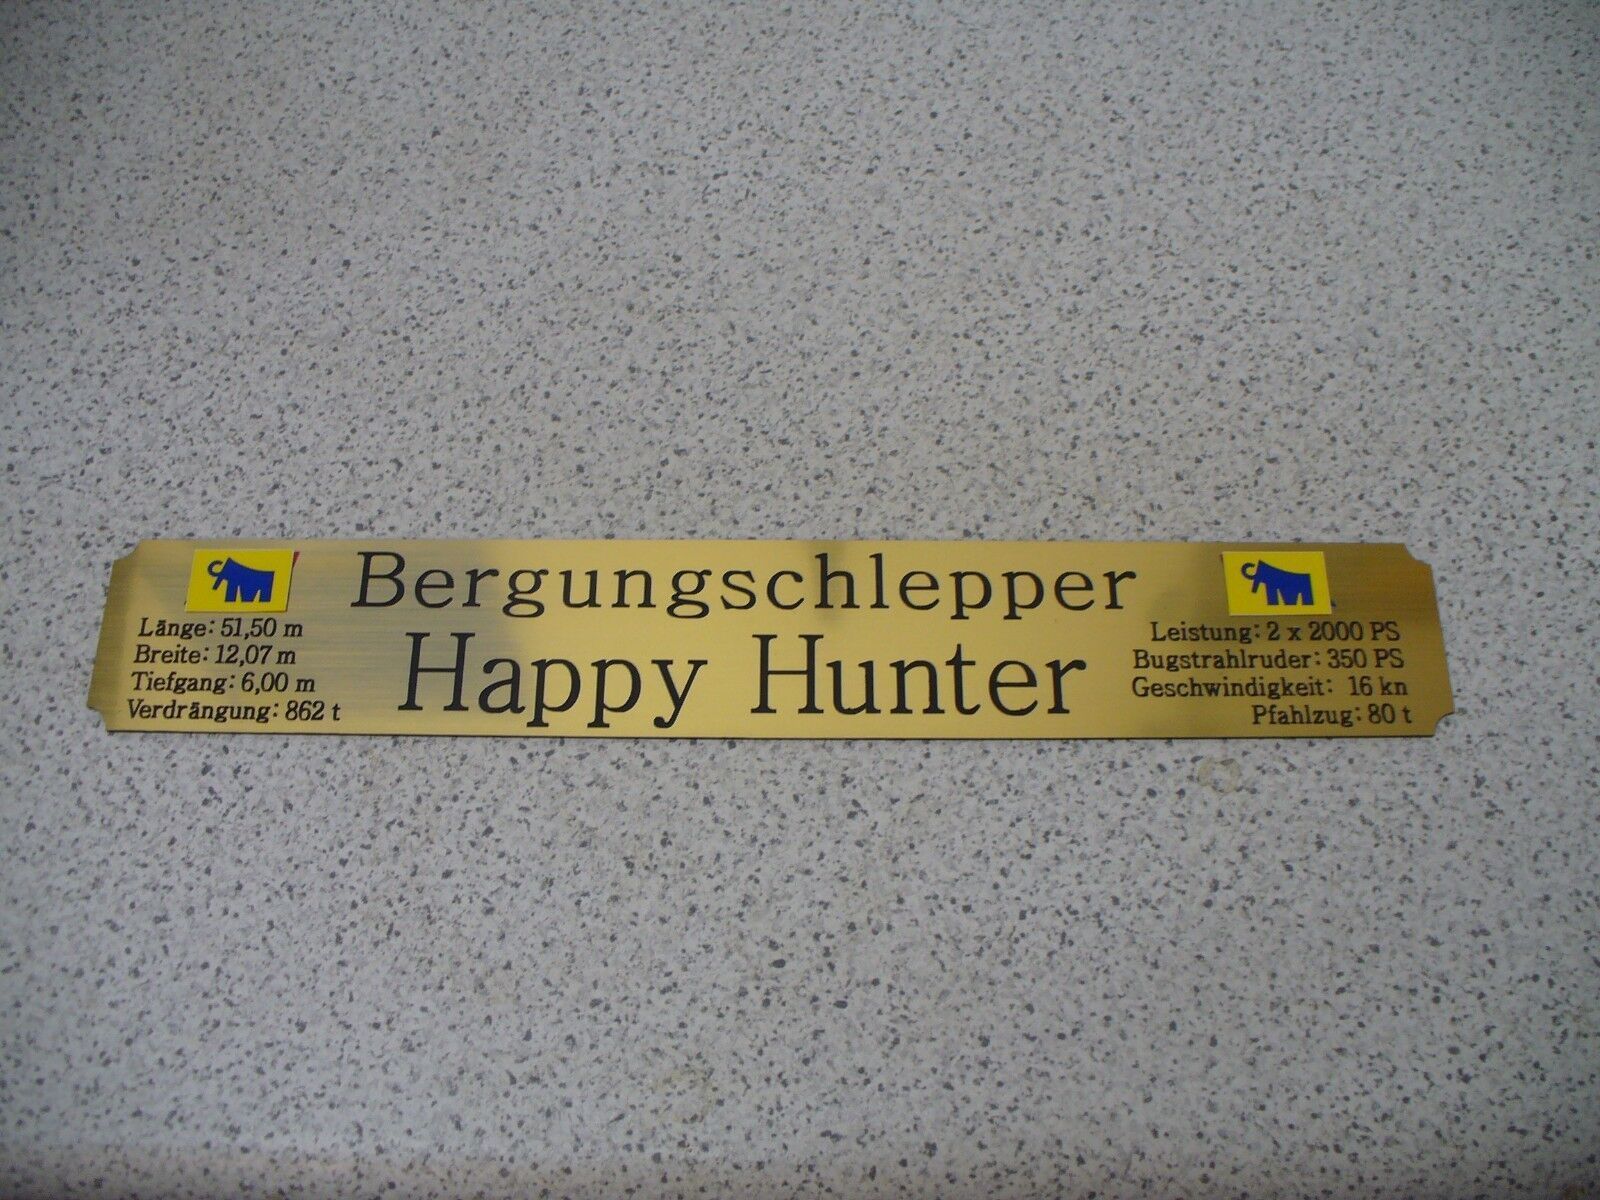 Bergungschlepper
Happy Hunter
Länge: 51,50 m
Breite: 12,07 m
Tiefgang: 6,00 m
Verdrängung: 862 t
Leistung: 2 x 2000 PS
Bugstrahlruder: 350 PS
Geschwindigkeit: 16 kn
Pfahlzug: 80 t